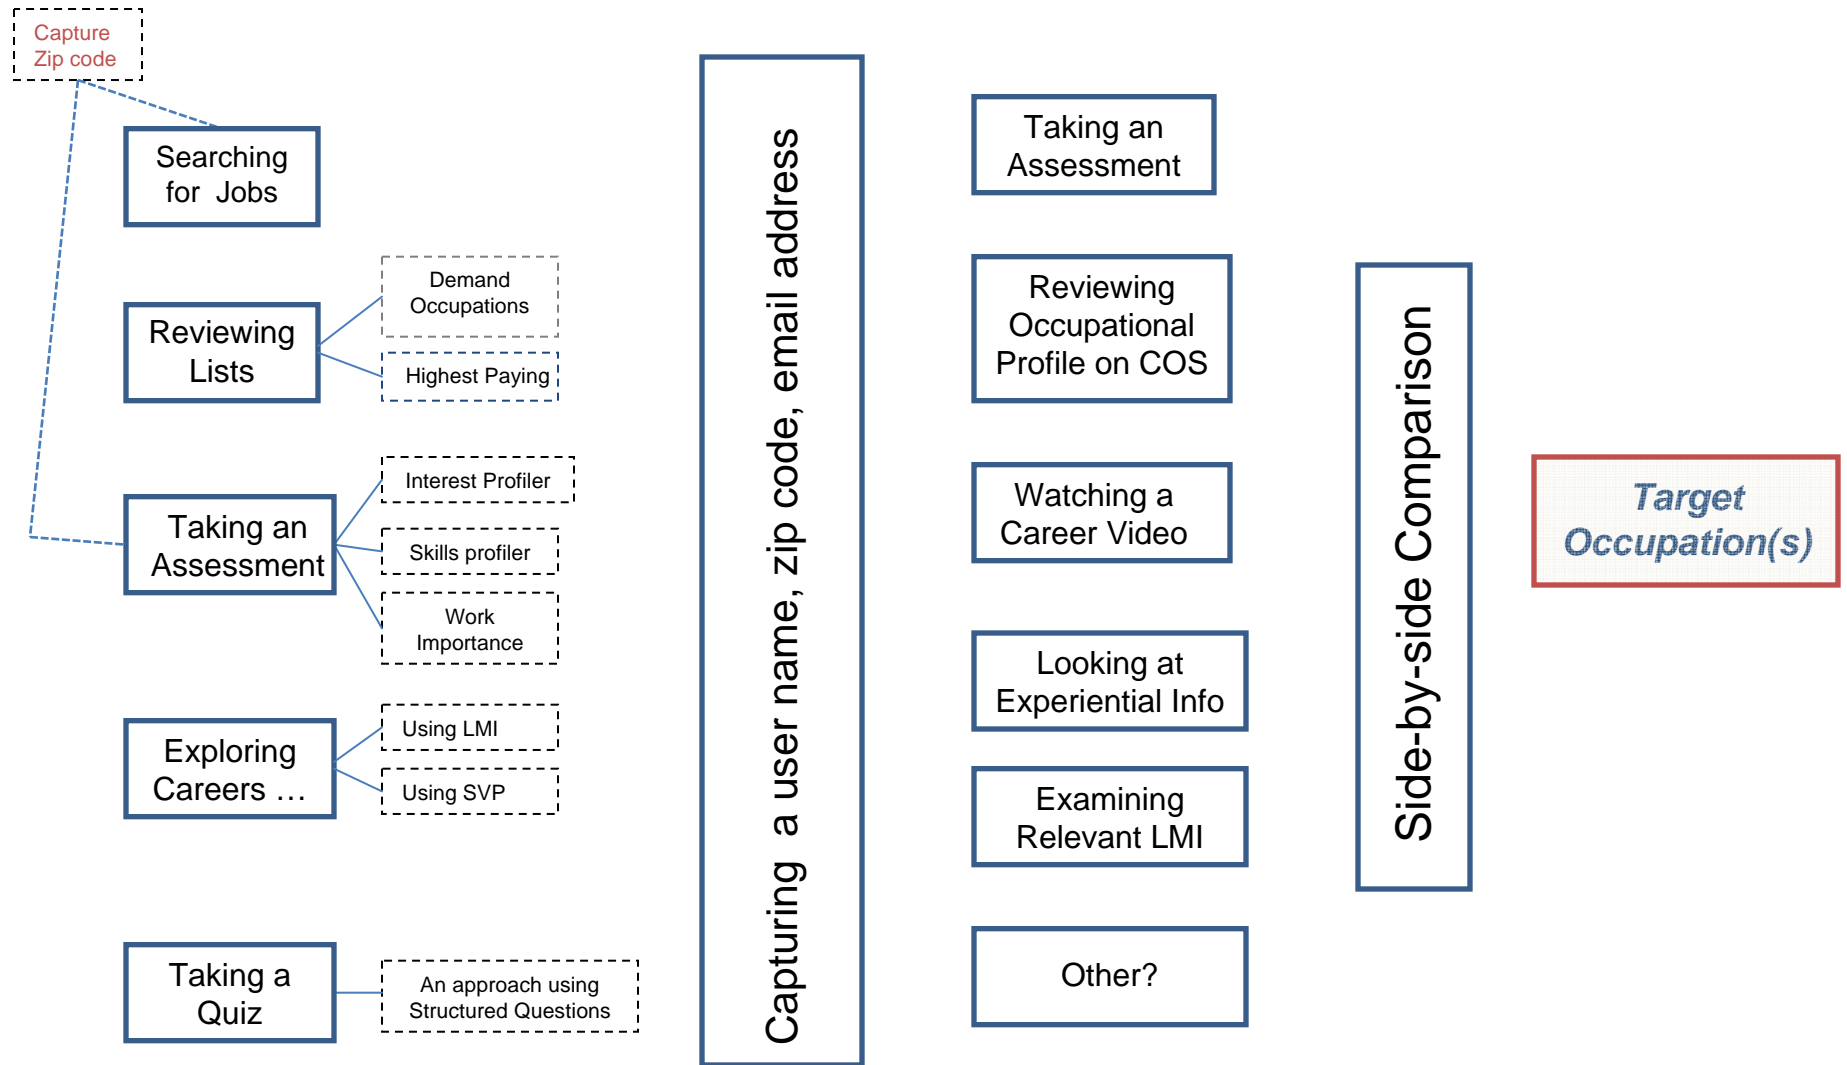 Capture
Zip code
Searching
for Jobs
Reviewing
Lists
Demand
Occupations
Highest Paying
Taking an
Assessment
Interest Profiler
Skills profiler
Work
Importance
Exploring
Careers …
Using LMI
Using SVP
Taking a
Quiz
An approach using
Structured Questions
Capturing a user name, zip code, email address
Taking an
Assessment
Reviewing
Occupational
Profile on COS
Watching a
Career Video
Looking at
Experiential Info
Examining
Relevant LMI
Other?
Side-by-side Comparison
Target
Occupation(s)